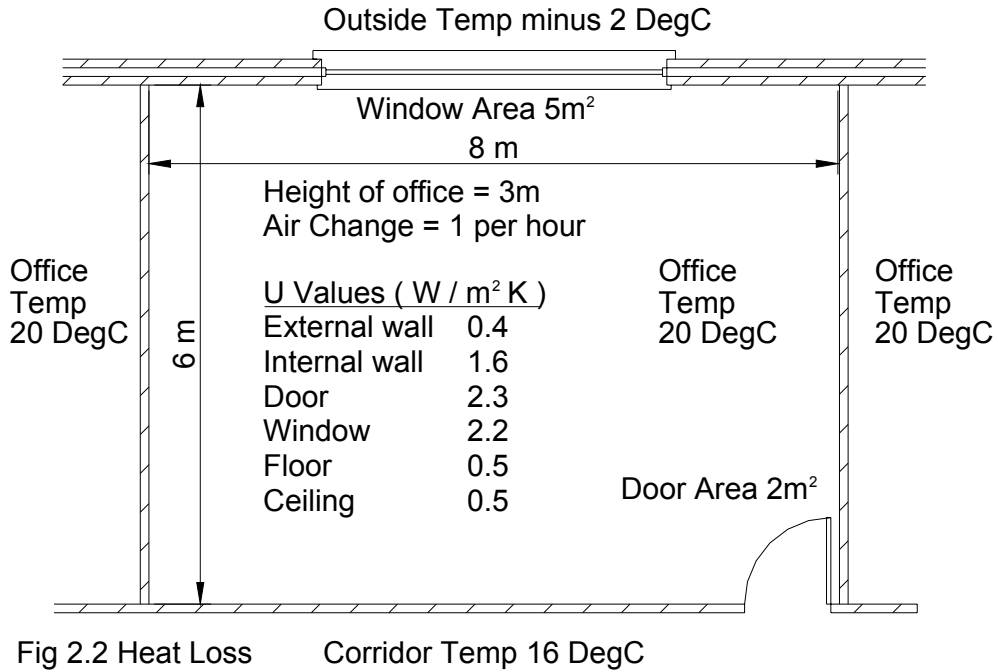 Outside Temp minus 2 DegC
Window Area 5m²
8 m
Height of office = 3m
Air Change = 1 per hour
Office
Temp
20 DegC
6 m
U Values ( W / m² K )
External wall 0.4
Internal wall 1.6
Door 2.3
Window 2.2
Floor 0.5
Ceiling 0.5
Office
Temp
20 DegC
Office
Temp
20 DegC
Door Area 2m²
Fig 2.2 Heat Loss
Corridor Temp 16 DegC